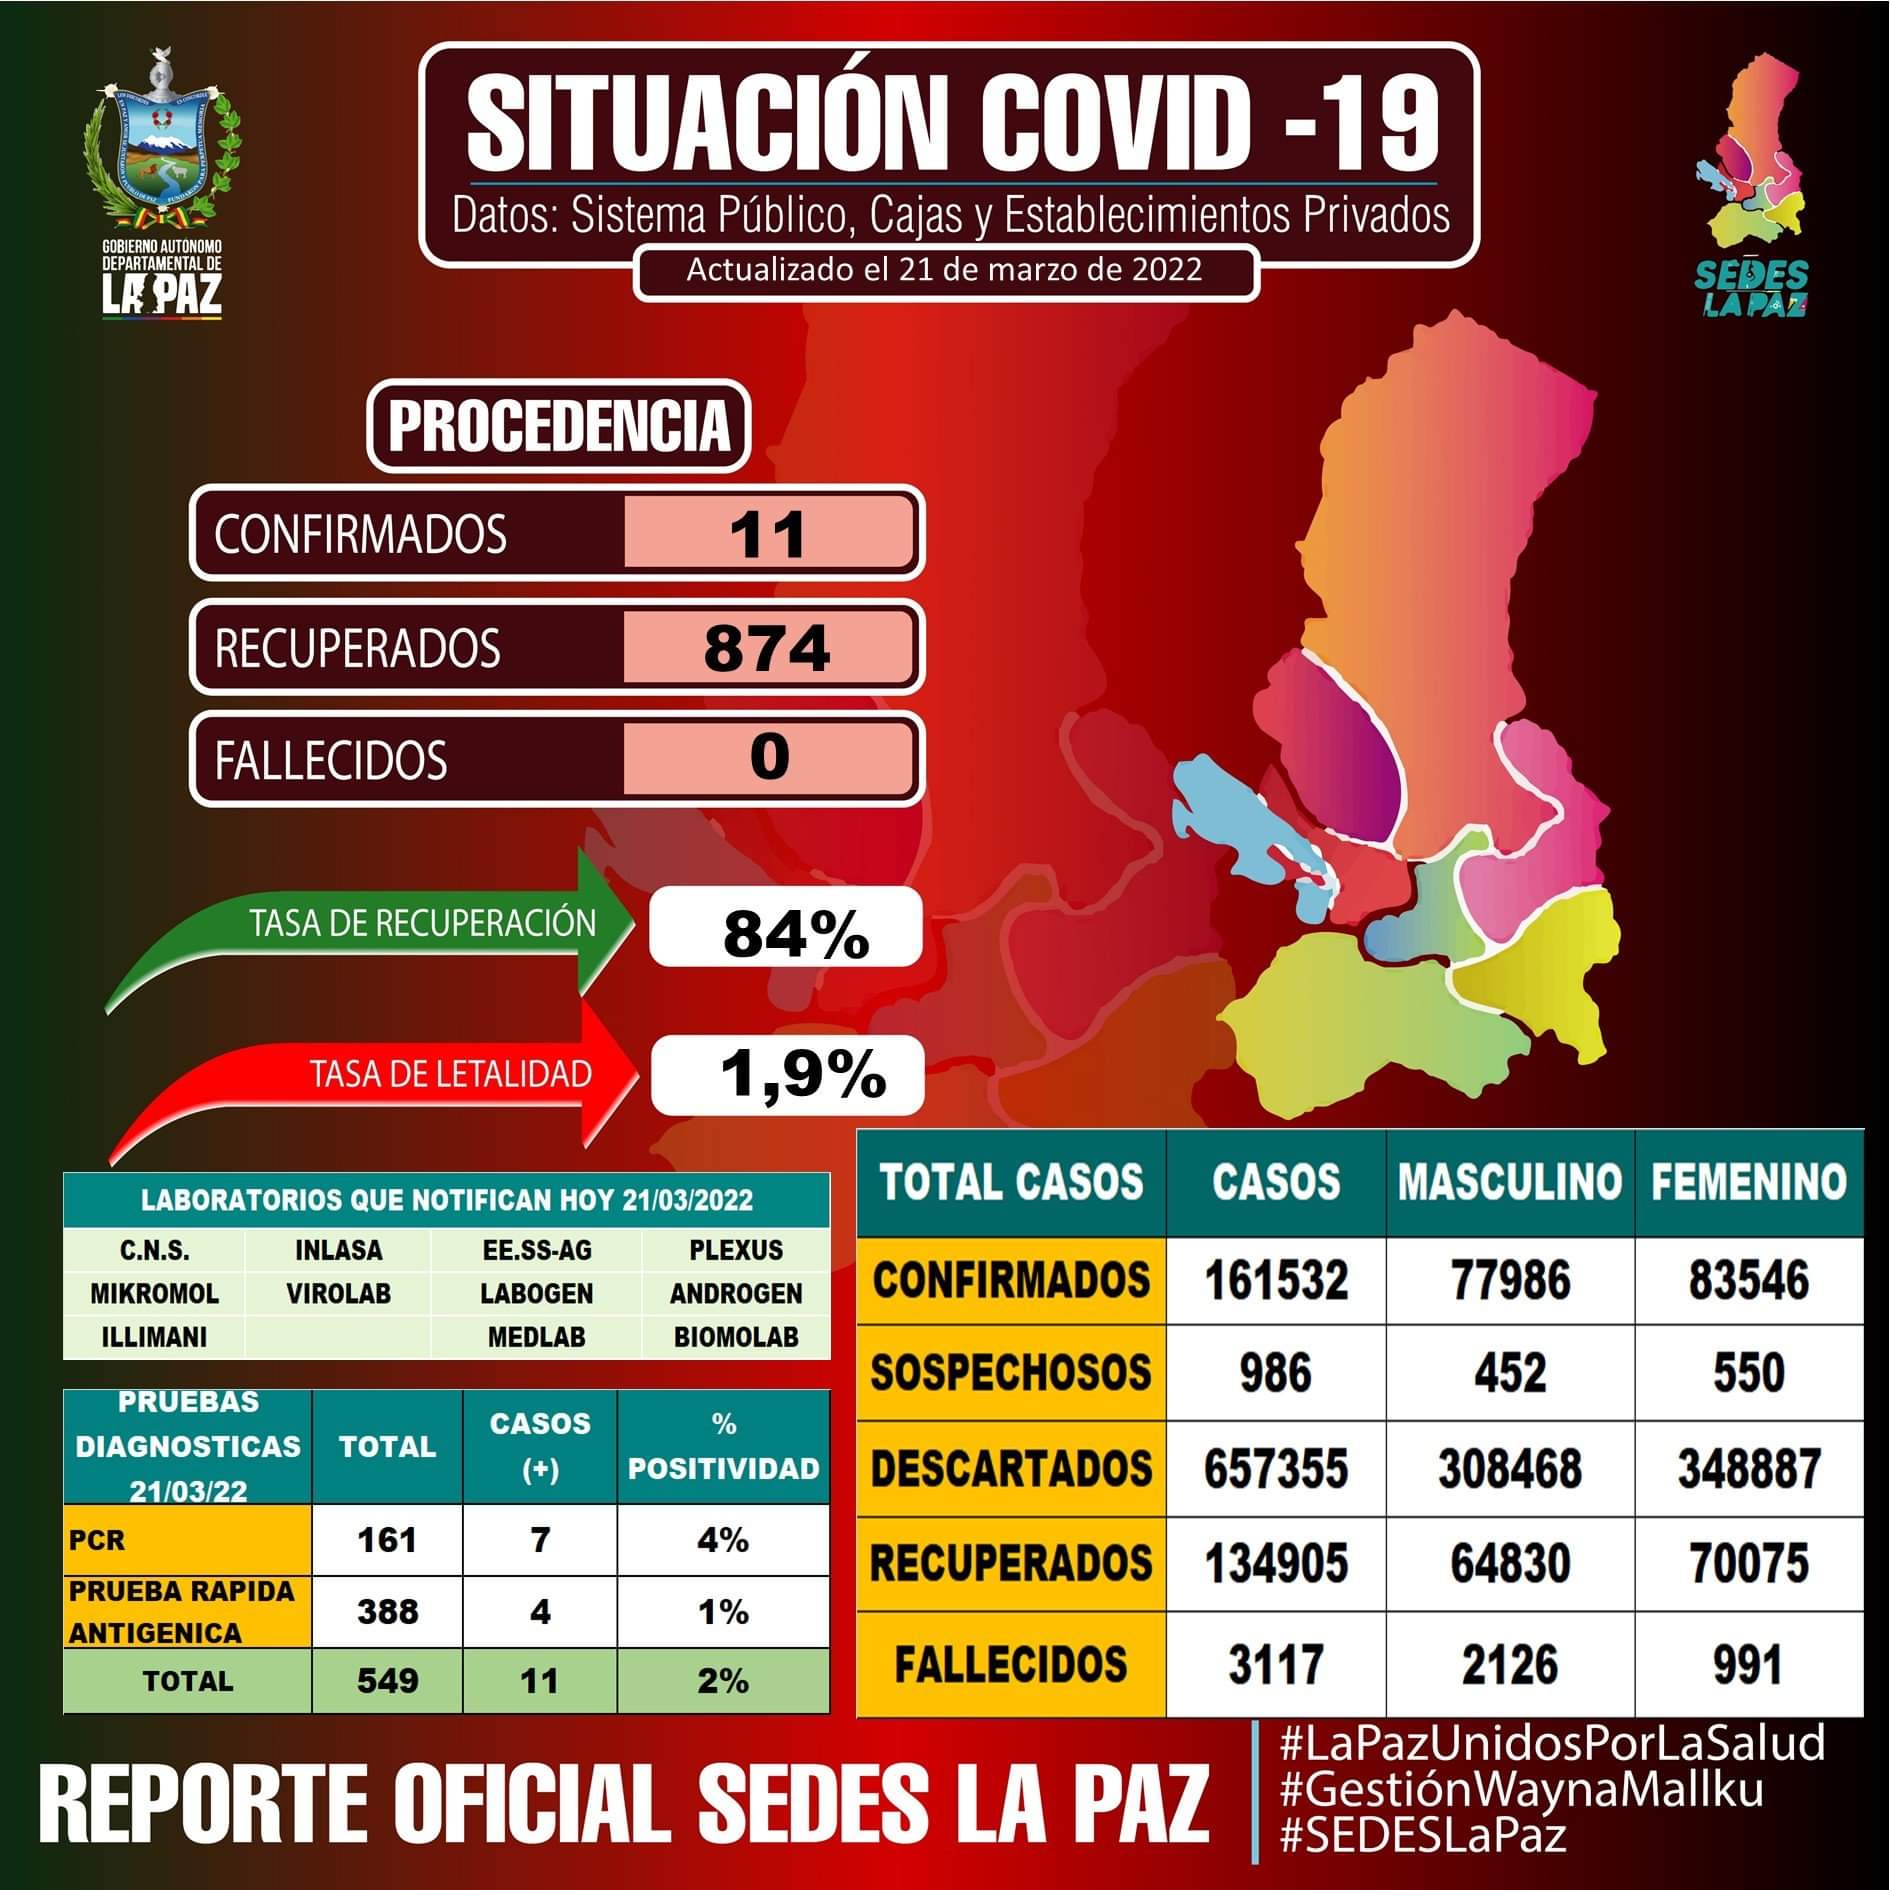 SITUACIÓN COVID -19
Datos: Sistema Público, Cajas y Establecimientos Privados
Actualizado el 21 de marzo de 2022
GOBIERNO AUTÓNOMO
DEPARTAMENTAL DE
LA PAZ
SEDES
LA PAZ
PROCEDENCIA
CONFIRMADOS 11
RECUPERADOS 874
FALLECIDOS 0
TASA DE RECUPERACIÓN 84%
TASA DE LETALIDAD 1,9%
LABORATORIOS QUE NOTIFICAN HOY 21/03/2022
C.N.S. INLASA EE.SS-AG PLEXUS
MIKROMOL VIROLAB LABOGEN ANDROGEN
ILLIMANI MEDLAB BIOMOLAB
PRUEBAS
DIAGNOSTICAS
21/03/22
TOTAL
CASOS
(+)
%
POSITIVIDAD
PCR 161 7 4%
PRUEBA RAPIDA
ANTIGENICA
388 4 1%
TOTAL 549 11 2%
TOTAL CASOS CASOS MASCULINO FEMENINO
CONFIRMADOS 161532 77986 83546
SOSPECHOSOS 986 452 550
DESCARTADOS 657355 308468 348887
RECUPERADOS 134905 64830 70075
FALLECIDOS 3117 2126 991
REPORTE OFICIAL SEDES LA PAZ
#LaPazUnidosPorLaSalud
#GestiónWaynaMallku
#SEDESLaPaz